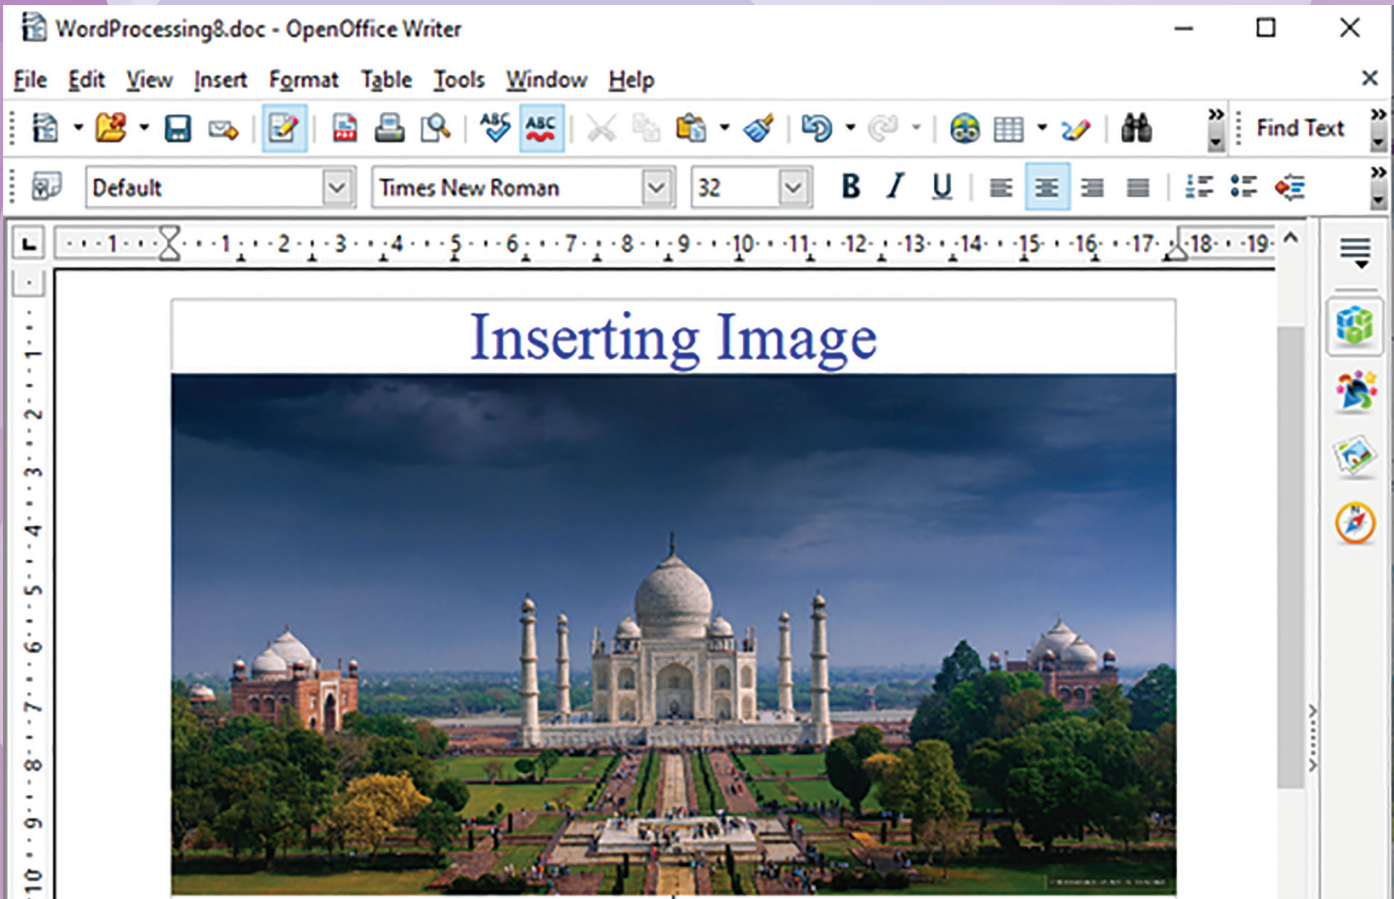 WordProcessing8.doc - OpenOffice Writer
File Edit View Insert Format Table Tools Window Help
ABC ABC Find Text
Default Times New Roman 32 B I U
1 1 2 3 4 5 6 7 8 9 10 11 12 13 14 15 16 17 18 19
Inserting Image
1
2
3
4
5
6
7
8
9
10